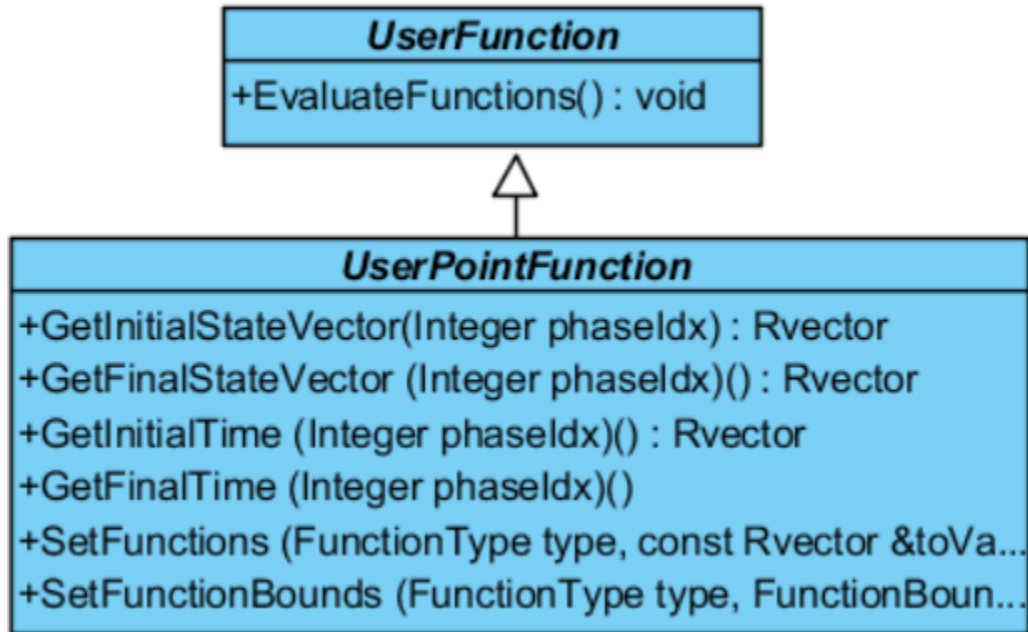 UserFunction
+EvaluateFunctions() : void
UserPointFunction
+GetInitialStateVector(Integer phaseIdx) : Rvector
+GetFinalStateVector (Integer phaseIdx)() : Rvector
+GetInitialTime (Integer phaseIdx)() : Rvector
+GetFinalTime (Integer phaseIdx)()
+SetFunctions (FunctionType type, const Rvector &toVa...
+SetFunctionBounds (FunctionType type, FunctionBoun...